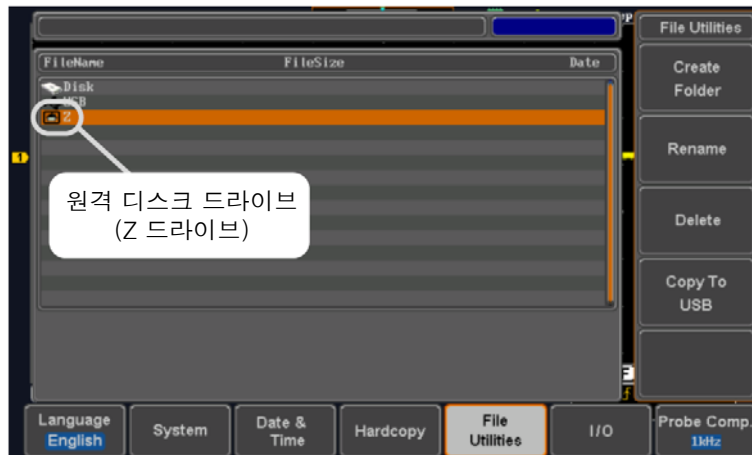 File Utilities
FileName FileSize Date
Disk
USB
Z
원격 디스크 드라이브
(Z 드라이브)
1
Create
Folder
Rename
Delete
Copy To
USB
Language
English
System
Date &
Time
Hardcopy
File
Utilities
I/O
Probe Comp.
1kHz